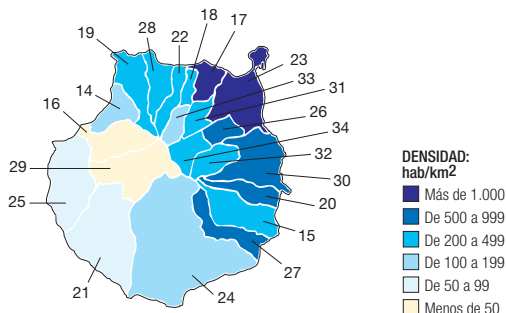 18 17
28 22
19 23
33
14 31
16 26
34
29 32
25 30
20
15
21 24 27
DENSIDAD:
hab/km2
Más de 1.000
De 500 a 999
De 200 a 499
De 100 a 199
De 50 a 99
Menos de 50